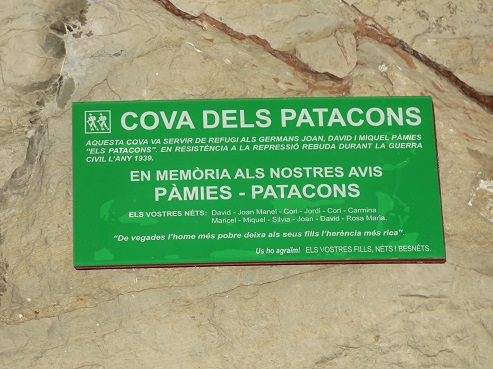 COVA DELS PATACONS
AQUESTA COVA VA SERVIR DE REFUGI ALS GERMANS JOAN, DAVID I MIQUEL PÀMIES
"ELS PATACONS". EN RESISTÈNCIA A LA REPRESSIÓ REBUDA DURANT LA GUERRA
CIVIL L'ANY 1939.
EN MEMÒRIA ALS NOSTRES AVIS
PÀMIES - PATACONS
ELS VOSTRES NÉTS: David - Joan Manel - Cori - Jordi - Cori - Carmina
Maricel - Miquel - Sílvia - Joan - David - Rosa Maria
"De vegades l'home més pobre deixa als seus fills l'herència més rica".
Us ho agraïm! ELS VOSTRES FILLS, NÉTS I BESNÉTS.